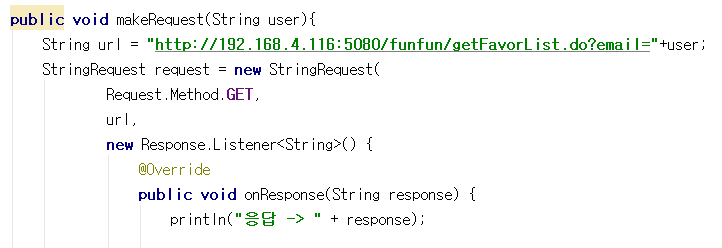 public void makeRequest(String user){
String url = "http://192.168.4.116:5080/funfun/getFavorList.do?email="+user;
StringRequest request = new StringRequest(
Request.Method.GET,
url,
new Response.Listener<String>() {
@Override
public void onResponse(String response) {
println("응답 -> " + response);